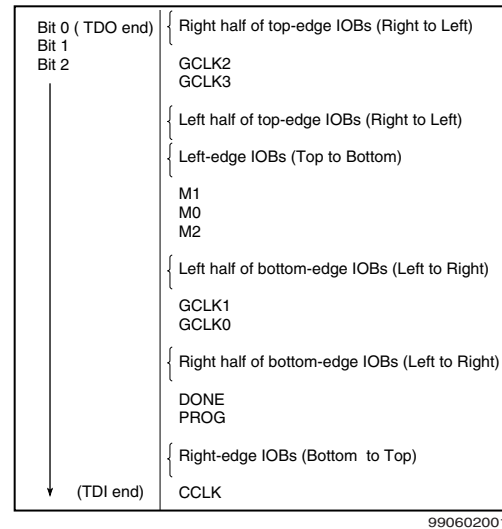 Bit 0 ( TDO end)
Bit 1
Bit 2
Right half of top-edge IOBs (Right to Left)
GCLK2
GCLK3
Left half of top-edge IOBs (Right to Left)
Left-edge IOBs (Top to Bottom)
M1
M0
M2
Left half of bottom-edge IOBs (Left to Right)
GCLK1
GCLK0
Right half of bottom-edge IOBs (Left to Right)
DONE
PROG
Right-edge IOBs (Bottom to Top)
(TDI end)
CCLK
990602001